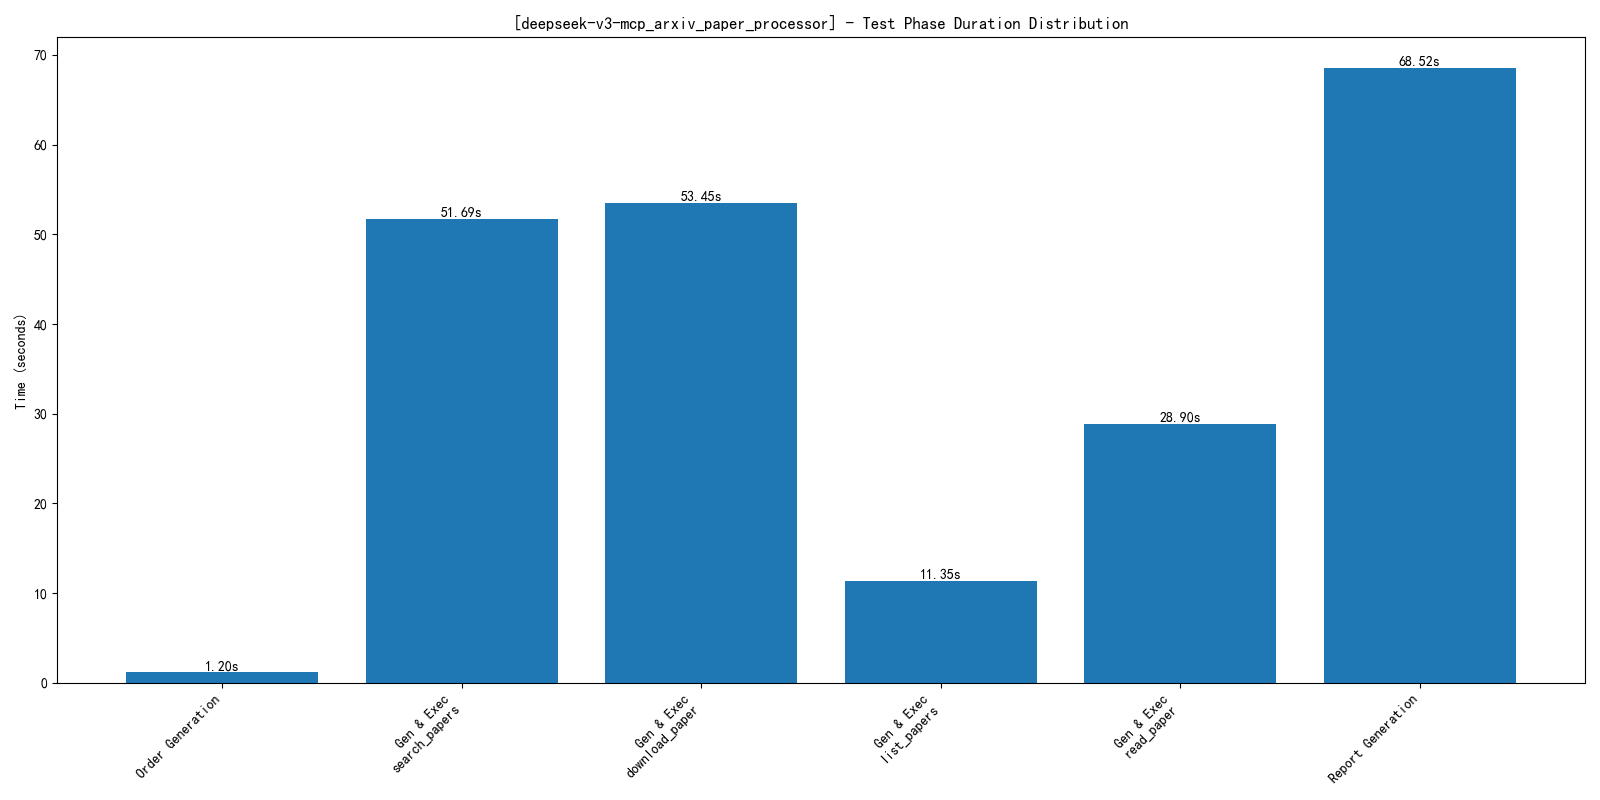 [deepseek-v3-mcp_arxiv_paper_processor] - Test Phase Duration Distribution
Time (seconds)
70
60
50
40
30
20
10
0
1.20s
51.69s
53.45s
11.35s
28.90s
68.52s
Order Generation
Gen & Exec
search_papers
Gen & Exec
download_paper
Gen & Exec
list_papers
Gen & Exec
read_paper
Report Generation